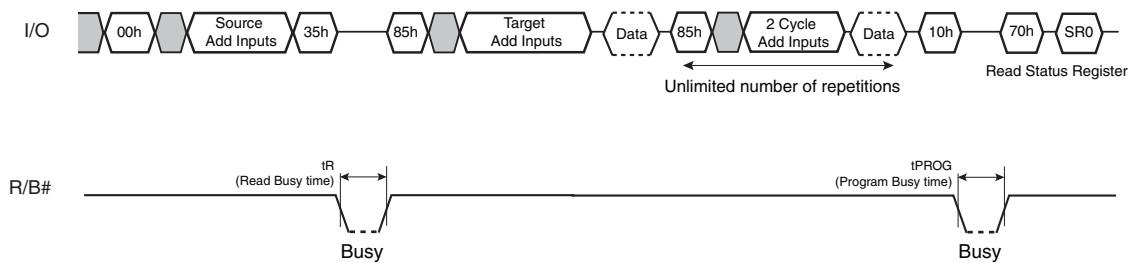 I/O
00h
Source
Add Inputs
35h
85h
Target
Add Inputs
Data
85h
2 Cycle
Add Inputs
Data
10h
70h
SR0
Unlimited number of repetitions
Read Status Register
R/B#
tR
(Read Busy time)
Busy
tPROG
(Program Busy time)
Busy